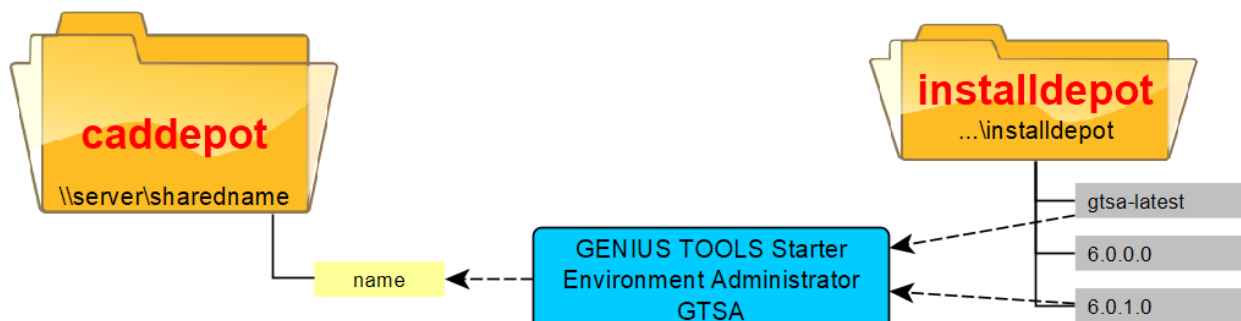 caddepot
\\server\sharedname
installdepot
...\installdepot
gtsa-latest
GENIUS TOOLS Starter
Environment Administrator
GTSA
6.0.0.0
name
6.0.1.0